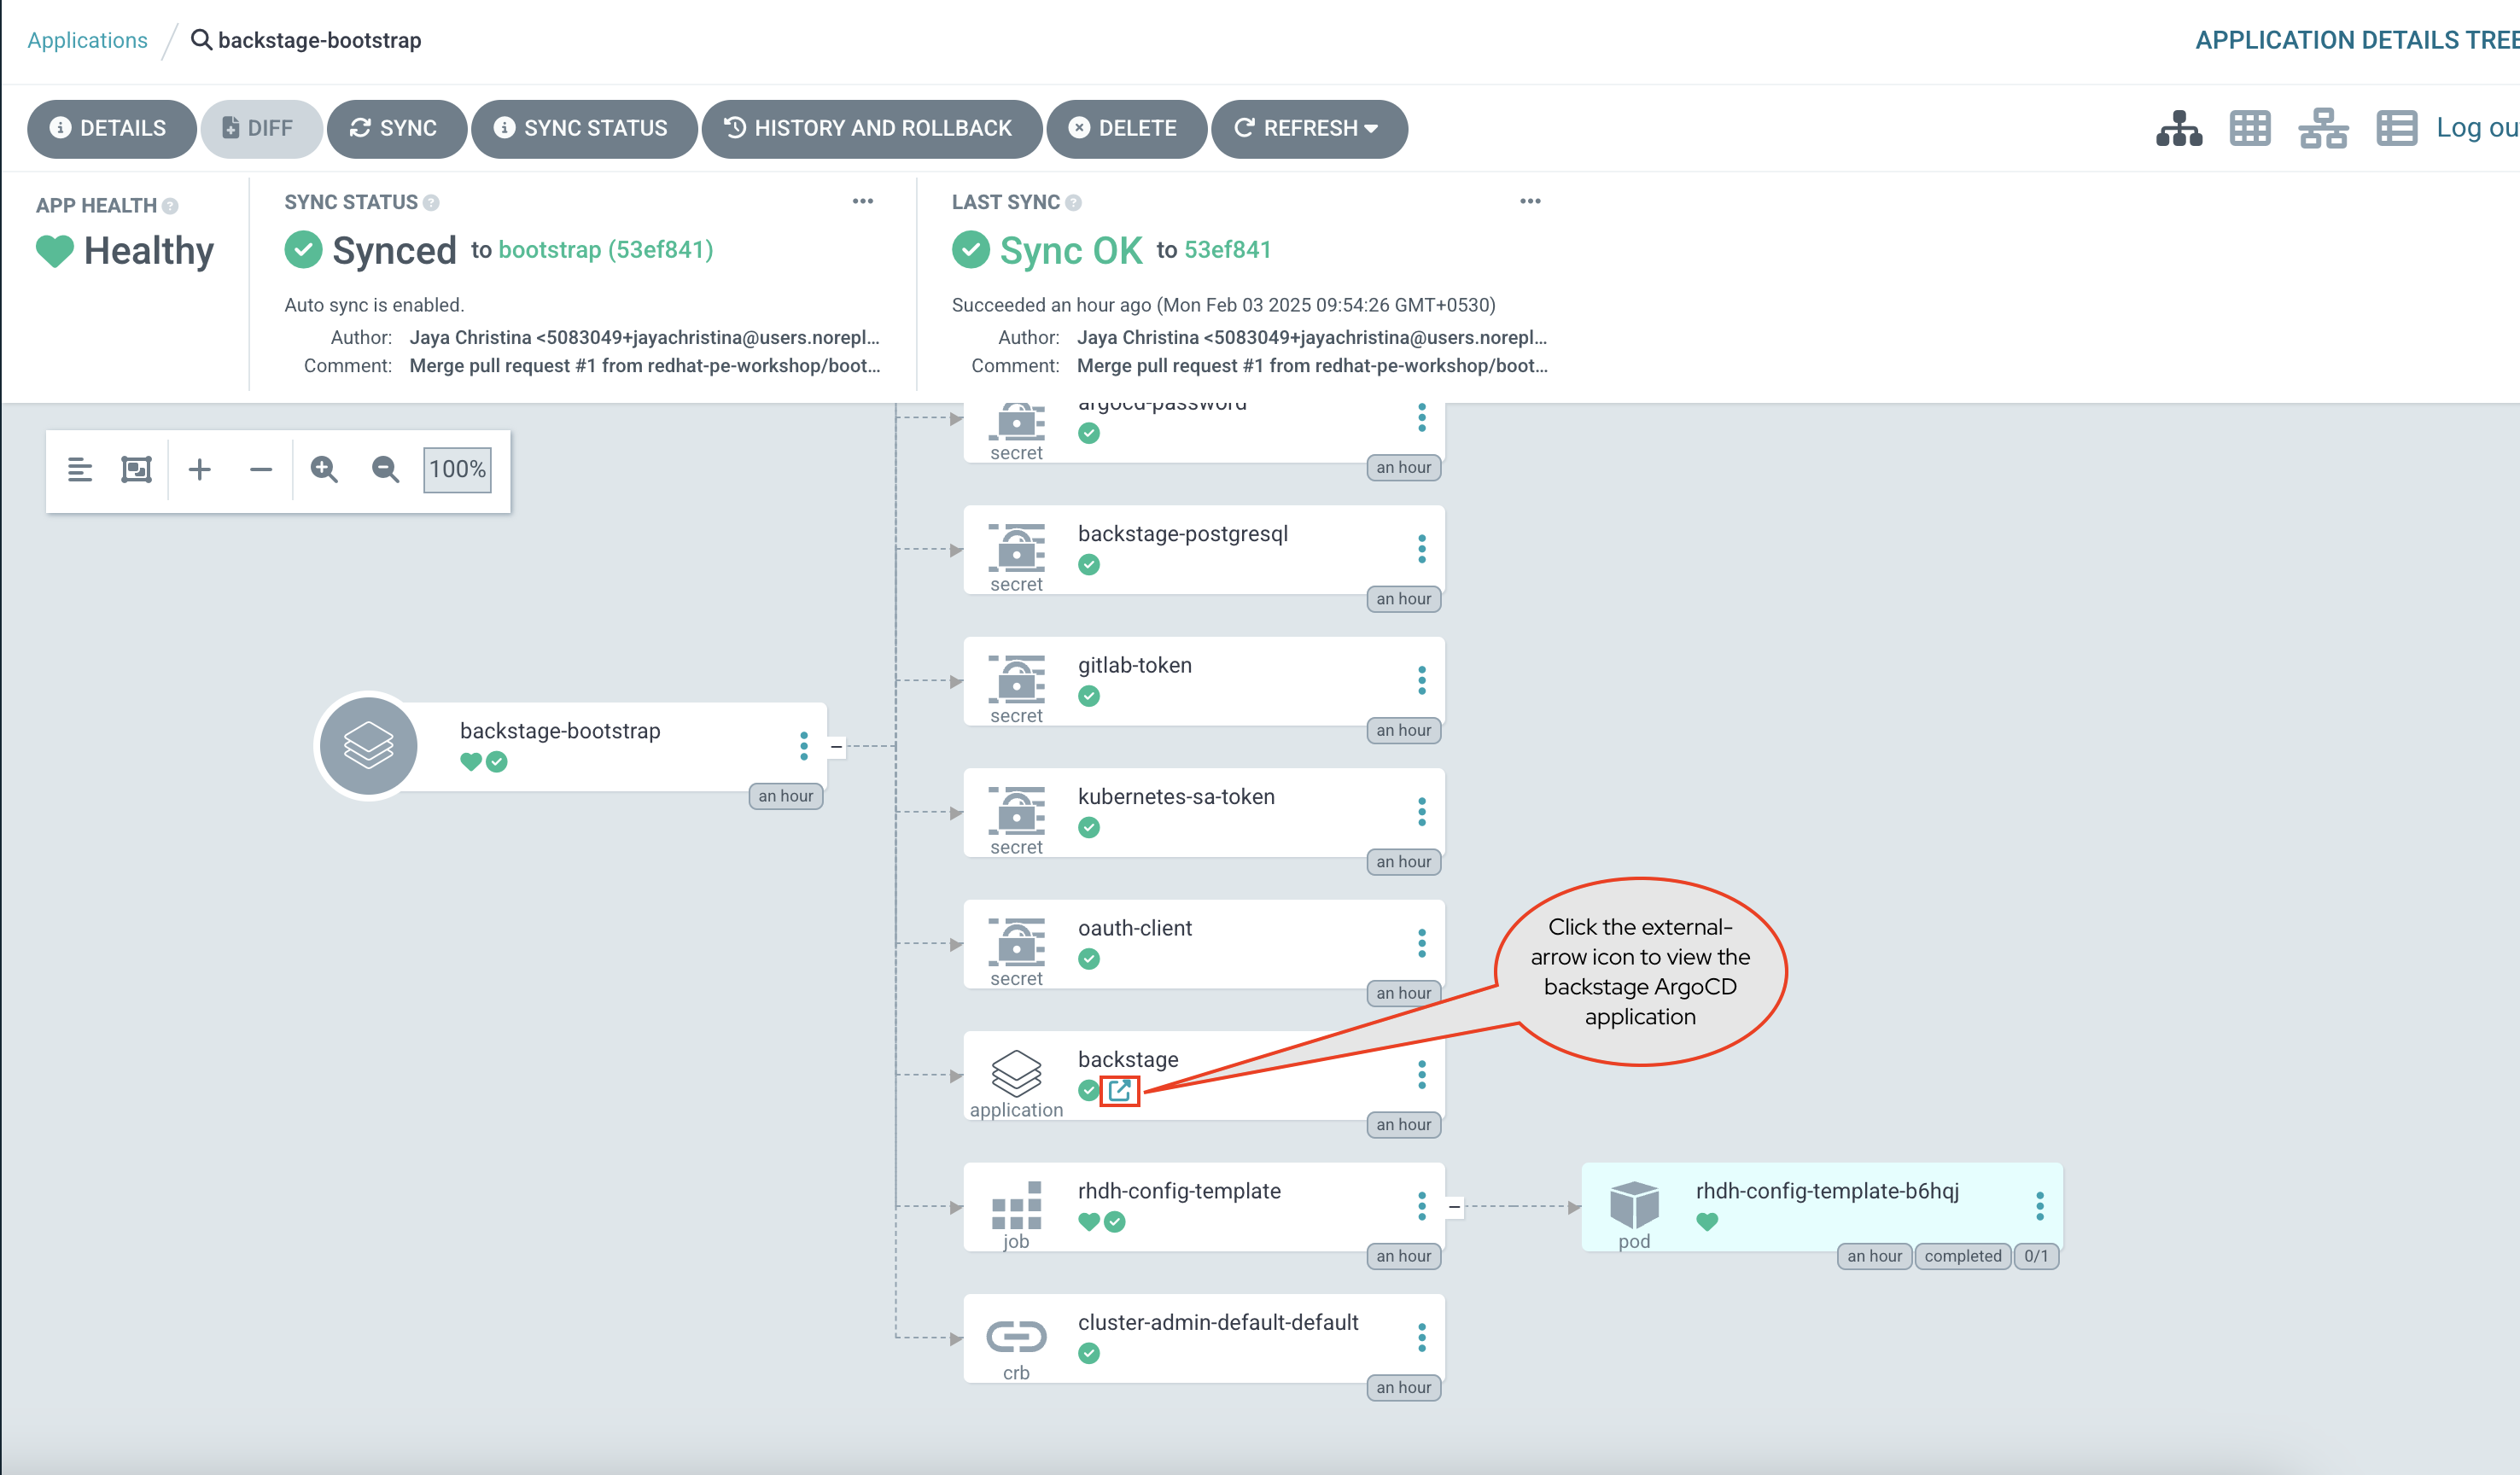 Applications
backstage-bootstrap
APPLICATION DETAILS TREE
DETAILS
DIFF
SYNC
SYNC STATUS
HISTORY AND ROLLBACK
DELETE
REFRESH
Log ou
APP HEALTH
Healthy
SYNC STATUS
Synced to bootstrap (53ef841)
Auto sync is enabled.
Author: Jaya Christina <5083049+jayachristina@users.norepl...
Comment: Merge pull request #1 from redhat-pe-workshop/boot...
LAST SYNC
Sync OK to 53ef841
Succeeded an hour ago (Mon Feb 03 2025 09:54:26 GMT+0530)
Author: Jaya Christina <5083049+jayachristina@users.norepl...
Comment: Merge pull request #1 from redhat-pe-workshop/boot...
100%
backstage-bootstrap
an hour
argocd-password
secret
an hour
backstage-postgresql
secret
an hour
gitlab-token
secret
an hour
kubernetes-sa-token
secret
an hour
oauth-client
secret
an hour
Click the external-
arrow icon to view the
backstage ArgoCD
application
backstage
application
an hour
rhdh-config-template
job
an hour
rhdh-config-template-b6hqj
pod
an hour
completed
0/1
cluster-admin-default-default
crb
an hour